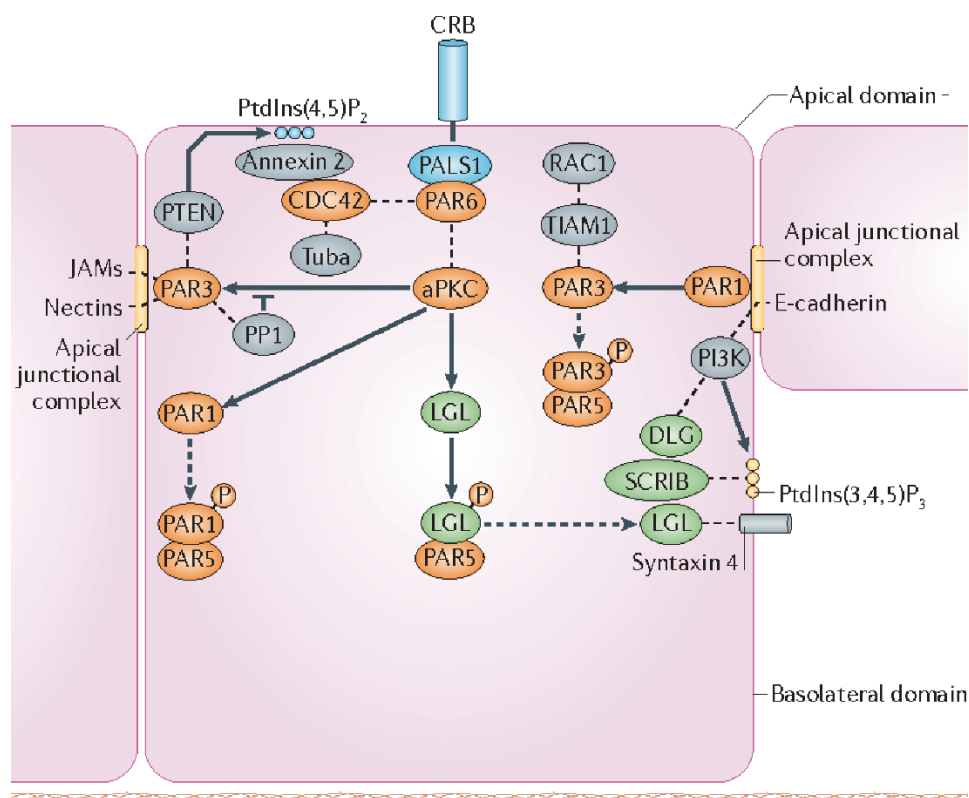 CRB
Apical domain -
PtdIns(4,5)P2
Annexin 2
PALS1
RAC1
CDC42
PAR6
PTEN
TIAM1
Tuba
Apical junctional
complex
JAMs
PAR3
aPKC
PAR3
PAR1
Nectins
E-cadherin
PP1
PI3K
Apical
junctional
complex
P
PAR3
PAR5
PAR1
LGL
DLG
SCRIB
PtdIns(3,4,5)P3
P
PAR1
PAR5
P
LGL
PAR5
LGL
Syntaxin 4
Basolateral domain